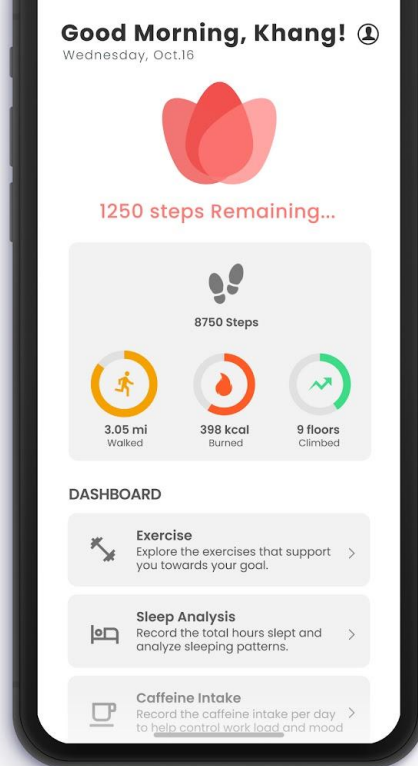 Good Morning, Khang!
Wednesday, Oct.16
1250 steps Remaining...
8750 Steps
3.05 mi
Walked
398 kcal
Burned
9 floors
Climbed
DASHBOARD
Exercise
Explore the exercises that support
you towards your goal.
Sleep Analysis
Record the total hours slept and
analyze sleeping patterns.
Caffeine Intake
Record the caffeine intake per day
to help control work load and mood